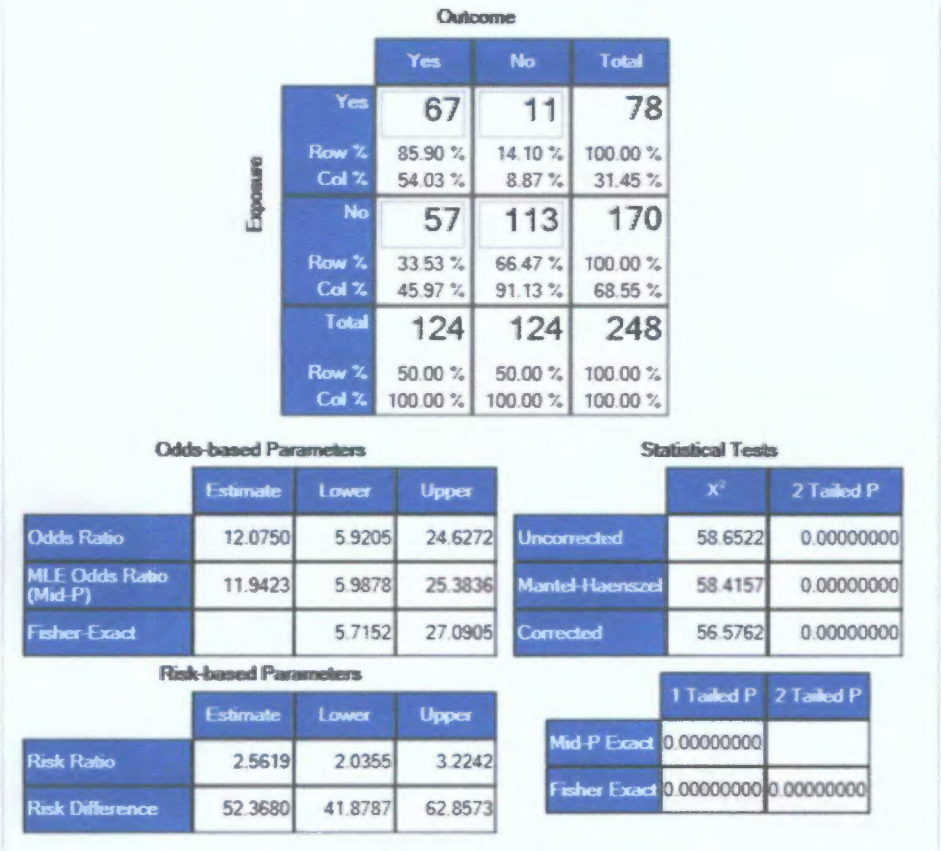 Outcome
Yes No Total
Exposure
Yes 67 11 78
Row % 85.90 % 14.10 % 100.00 %
Col % 54.03 % 8.87 % 31.45 %
No 57 113 170
Row % 33.53 % 66.47 % 100.00 %
Col % 45.97 % 91.13 % 68.55 %
Total 124 124 248
Row % 50.00 % 50.00 % 100.00 %
Col % 100.00 % 100.00 % 100.00 %
Odds-based Parameters
Estimate Lower Upper
Odds Ratio 12.0750 5.9205 24.6272
MLE Odds Ratio (Mid-P) 11.9423 5.9878 25.3836
Fisher-Exact 5.7152 27.0905
Statistical Tests
X² 2 Tailed P
Uncorrected 58.6522 0.00000000
Mantel-Haenszel 58.4157 0.00000000
Corrected 56.5762 0.00000000
Risk-based Parameters
Estimate Lower Upper
Risk Ratio 2.5619 2.0355 3.2242
Risk Difference 52.3680 41.8787 62.8573
1 Tailed P 2 Tailed P
Mid-P Exact 0.00000000
Fisher Exact 0.00000000 0.00000000